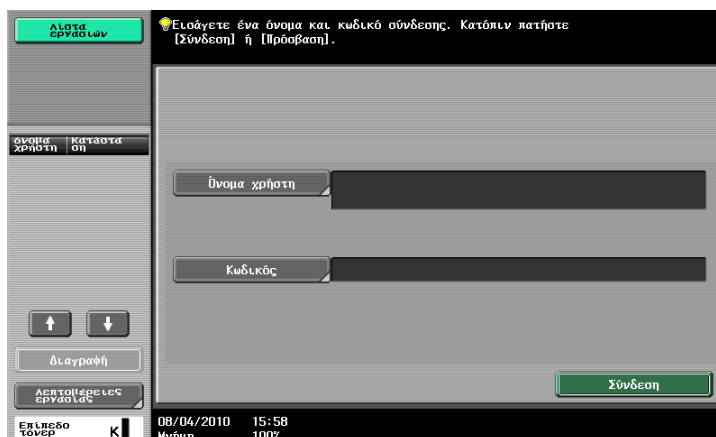 Λίστα
εργασιών
Εισάγετε ένα όνομα και κωδικό σύνδεσης. Κατόπιν πατήστε
[Σύνδεση] ή [Πρόσβαση].
όνομα
χρήστη
Κατάστα
ση
Όνομα χρήστη
Κωδικός
Διαγραφή
Λεπτομέρειες
εργασίας
Σύνδεση
Επίπεδο
τόνερ
K
08/04/2010 15:58
Μνήμη 100%